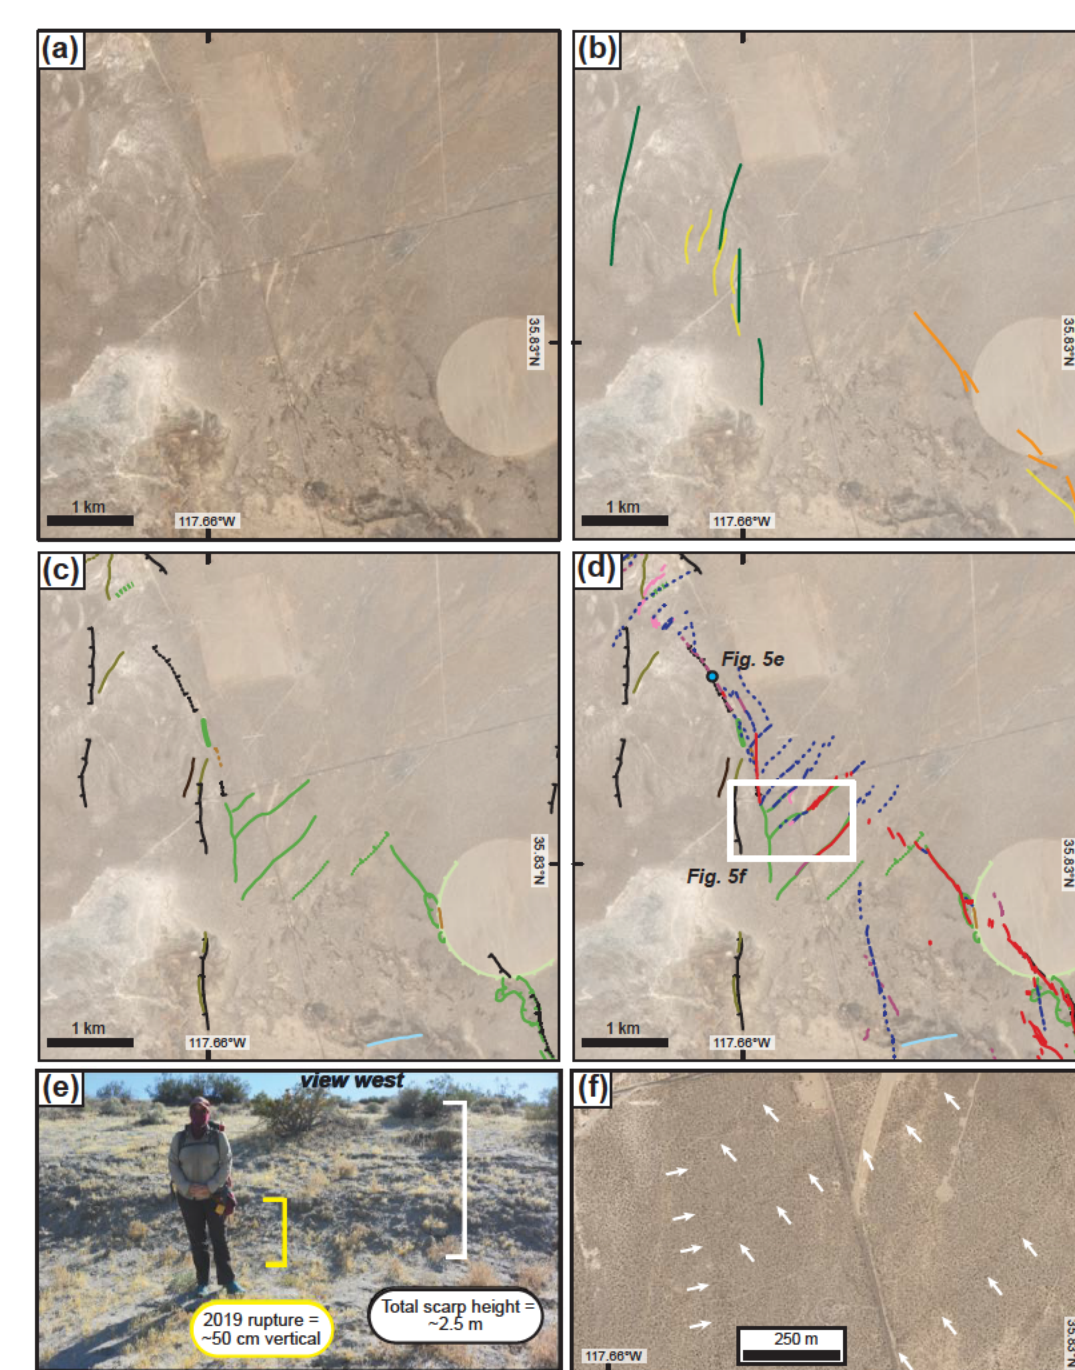 (a)
35.83°N
1 km
117.66°W
(b)
35.83°N
1 km
117.66°W
(c)
35.83°N
1 km
117.66°W
(d)
Fig. 5e
Fig. 5f
35.83°N
1 km
117.66°W
(e)
view west
2019 rupture =
~50 cm vertical
Total scarp height =
~2.5 m
(f)
250 m
117.66°W